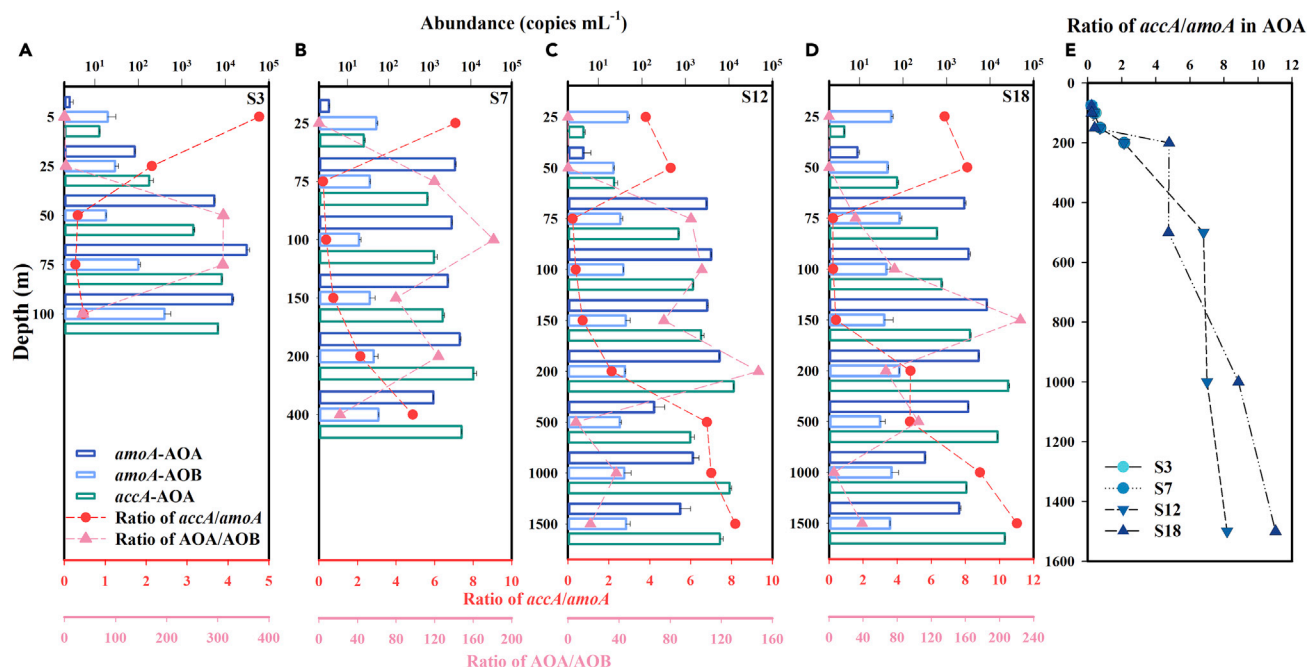 Abundance (copies mL⁻¹)
Ratio of accA/amoA in AOA
A B C D E
10¹ 10² 10³ 10⁴ 10⁵
10¹ 10² 10³ 10⁴ 10⁵
10¹ 10² 10³ 10⁴ 10⁵
10¹ 10² 10³ 10⁴ 10⁵
0 2 4 6 8 10 12
S3
S7
S12
S18
Depth (m)
5
25
50
75
100
25
75
100
150
200
400
25
50
75
100
150
200
500
1000
1500
25
50
75
100
150
200
500
1000
1500
0
200
400
600
800
1000
1200
1400
1600
amoA-AOA
amoA-AOB
accA-AOA
Ratio of accA/amoA
Ratio of AOA/AOB
S3
S7
S12
S18
0 1 2 3 4 5
0 2 4 6 8 10
0 2 4 6 8 10
0 2 4 6 8 10 12
Ratio of accA/amoA
0 100 200 300 400
0 40 80 120 160 200
0 40 80 120 160
0 40 80 120 160 200 240
Ratio of AOA/AOB